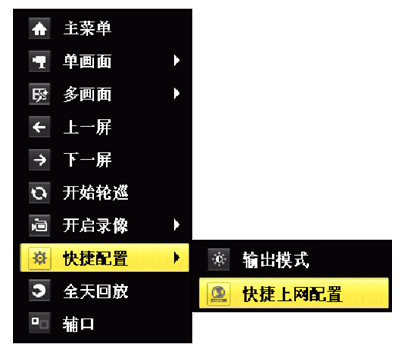 主菜单
单画面
多画面
上一屏
下一屏
开始轮巡
开启录像
快捷配置
输出模式
快捷上网配置
全天回放
辅口